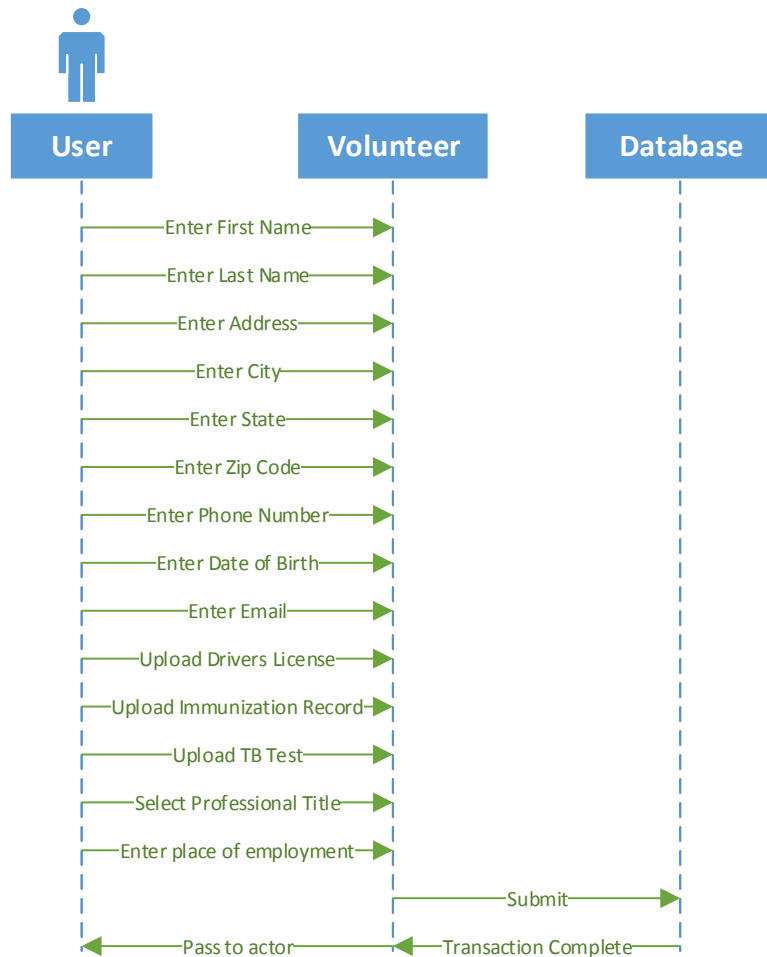 User
Volunteer
Database
Enter First Name
Enter Last Name
Enter Address
Enter City
Enter State
Enter Zip Code
Enter Phone Number
Enter Date of Birth
Enter Email
Upload Drivers License
Upload Immunization Record
Upload TB Test
Select Professional Title
Enter place of employment
Submit
Pass to actor
Transaction Complete